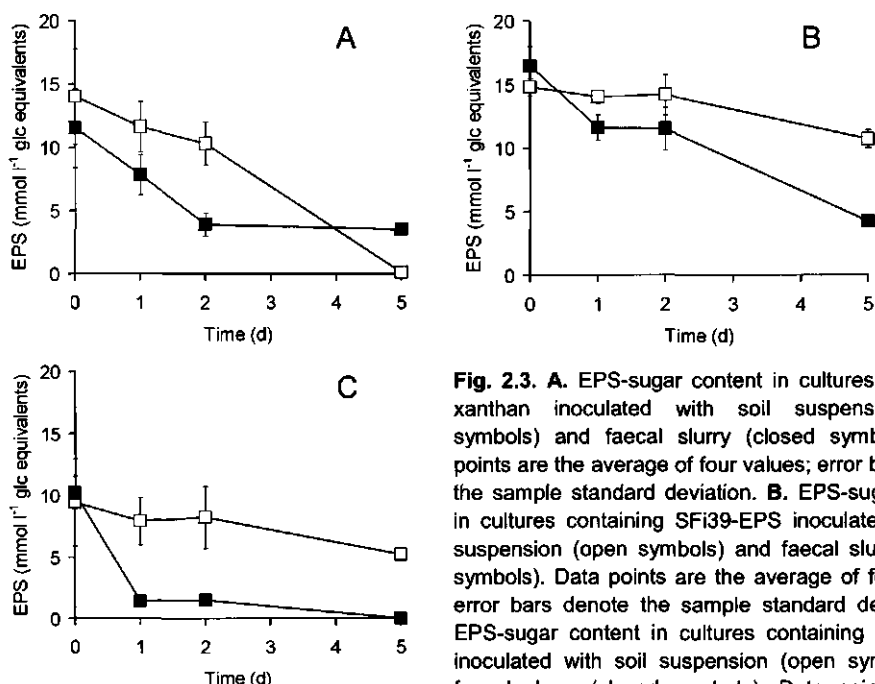 A
EPS (mmol l⁻¹ glc equivalents)
20
15
10
5
0
0 1 2 3 4 5
Time (d)
B
EPS (mmol l⁻¹ glc equivalents)
20
15
10
5
0
0 1 2 3 4 5
Time (d)
C
EPS (mmol l⁻¹ glc equivalents)
20
15
10
5
0
0 1 2 3 4 5
Time (d)
Fig. 2.3. A. EPS-sugar content in cultures
xanthan inoculated with soil suspens
symbols) and faecal slurry (closed symb
points are the average of four values; error b
the sample standard deviation. B. EPS-sug
in cultures containing SFi39-EPS inoculate
suspension (open symbols) and faecal slu
symbols). Data points are the average of f
error bars denote the sample standard de
EPS-sugar content in cultures containing
inoculated with soil suspension (open sym